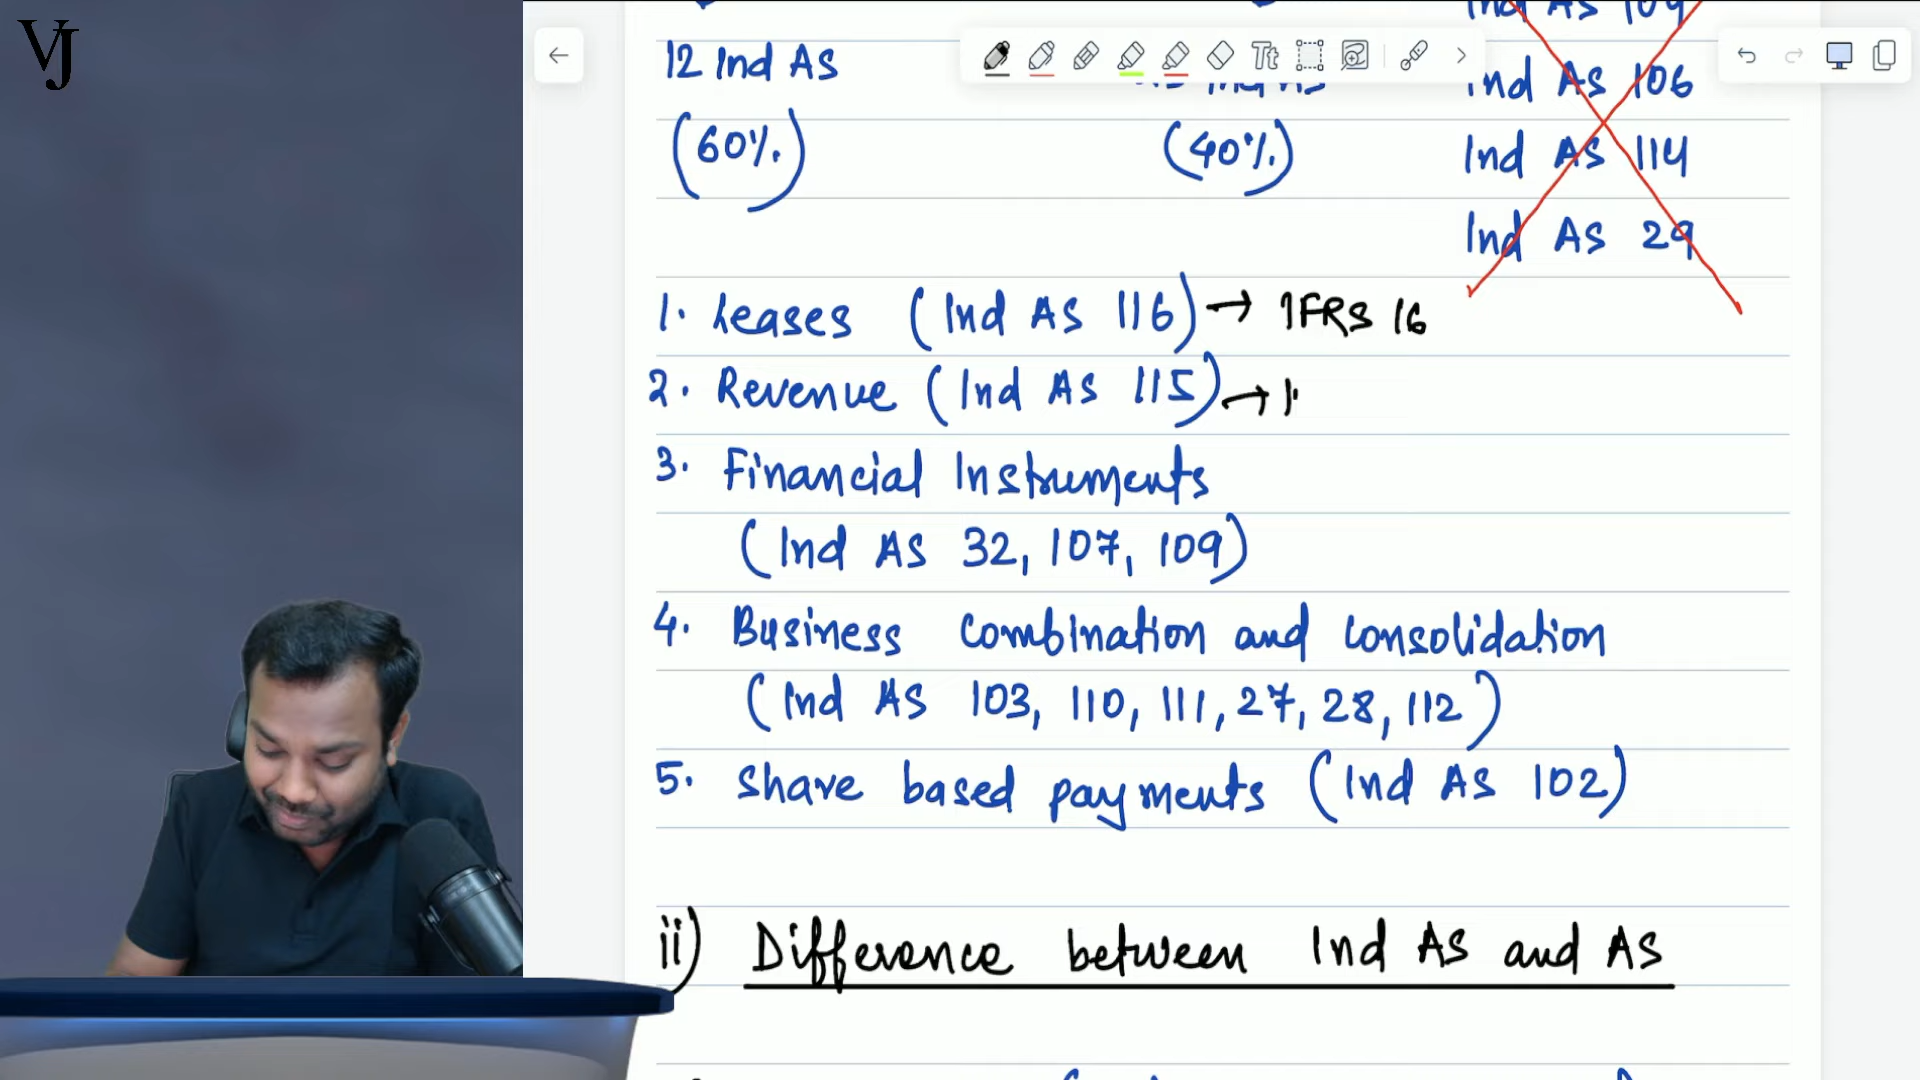 VJ
Ind As 109
12 Ind AS
Ind As 106
(60%)
(40%)
Ind AS 114
Ind AS 29
1. Leases (Ind AS 116) → IFRS 16
2. Revenue (Ind AS 115) →
3. Financial Instruments
(Ind AS 32, 107, 109)
4. Business Combination and Consolidation
(Ind AS 103, 110, 111, 27, 28, 112)
5. Share based payments (Ind AS 102)
ii) Difference between Ind AS and AS